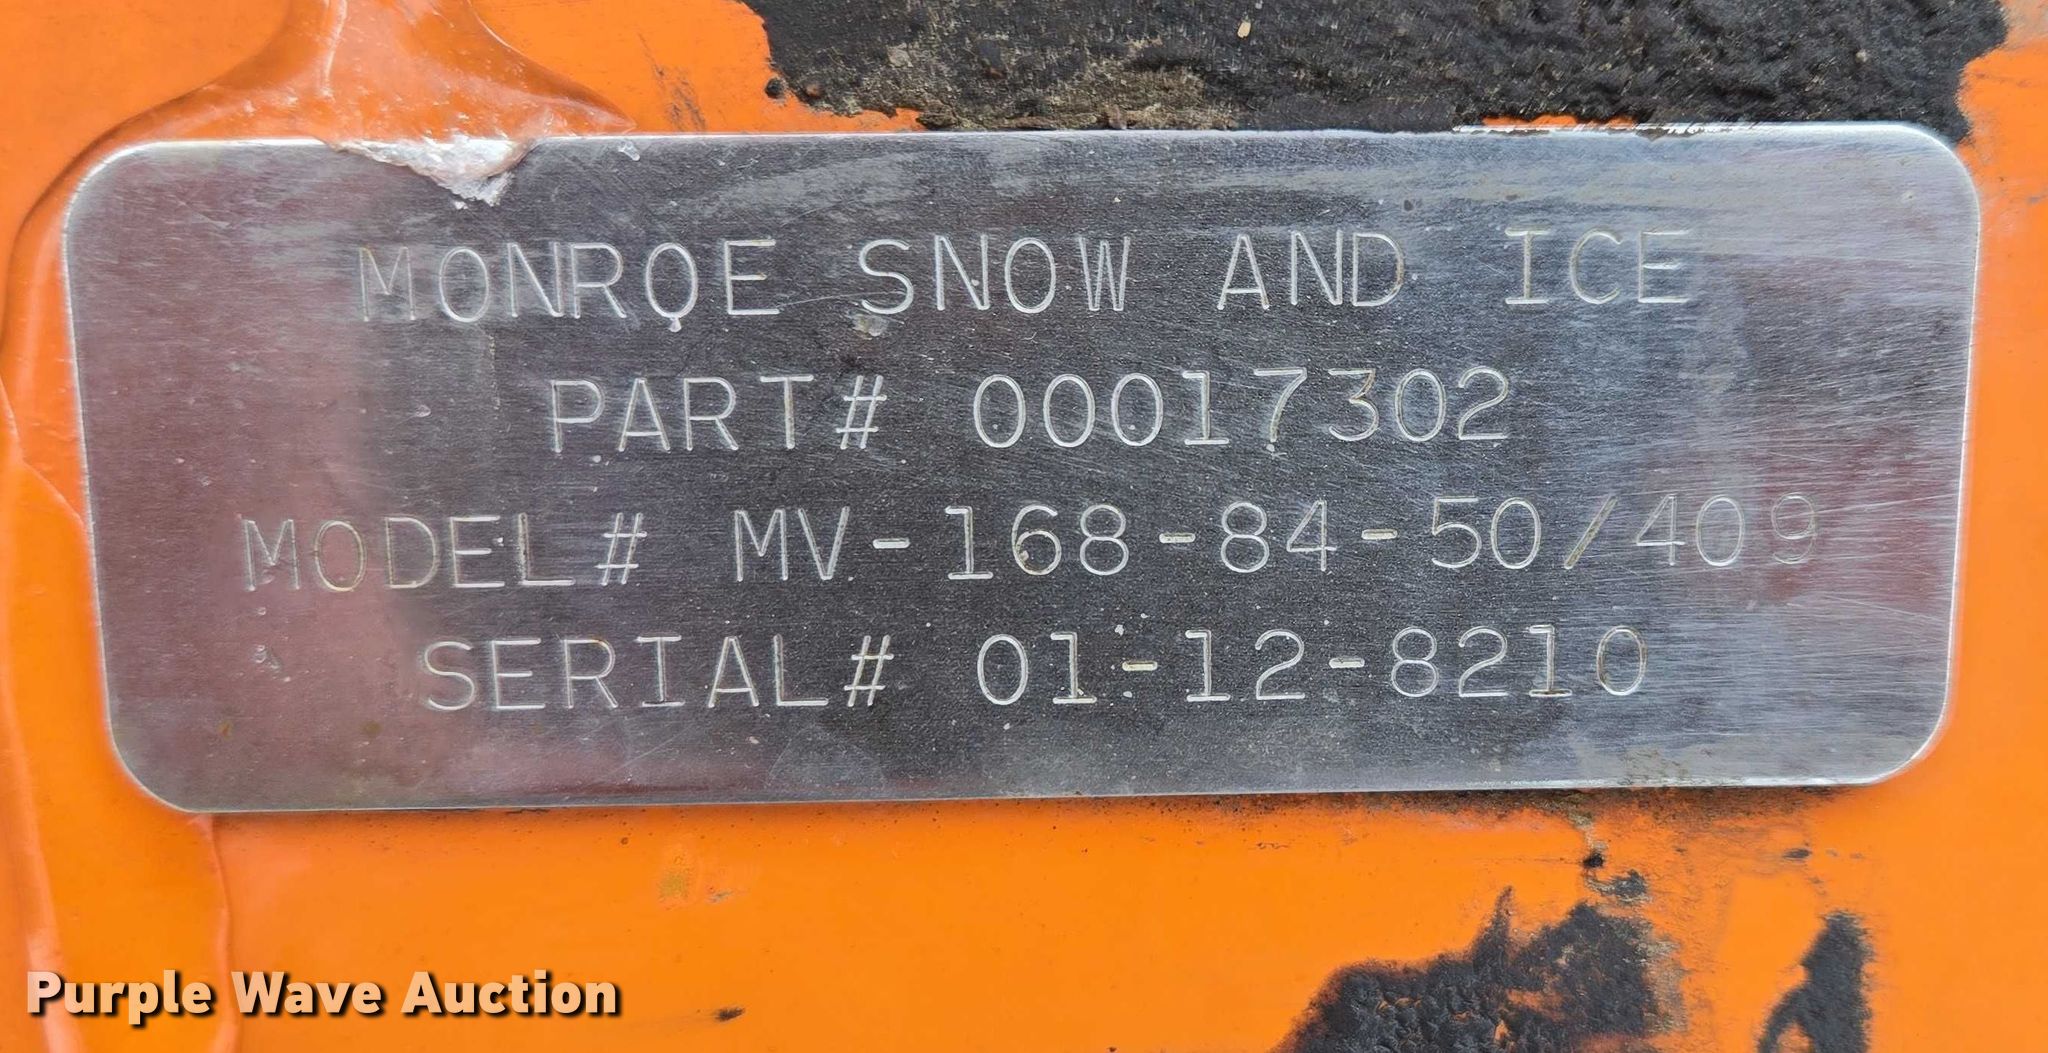 MONROE SNOW AND ICE
PART# 00017302
MODEL# MV-168-84-50/409
SERIAL# 01-12-8210
Purple Wave Auction